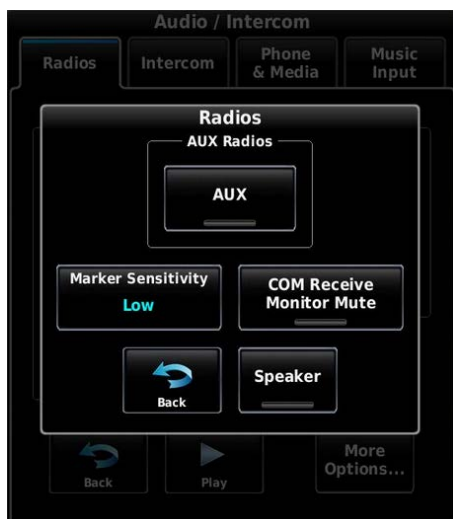 Audio / Intercom
Radios
Intercom
Phone
& Media
Music
Input
Radios
AUX Radios
AUX
Marker Sensitivity
Low
COM Receive
Monitor Mute
Back
Speaker
Back
Play
More
Options...